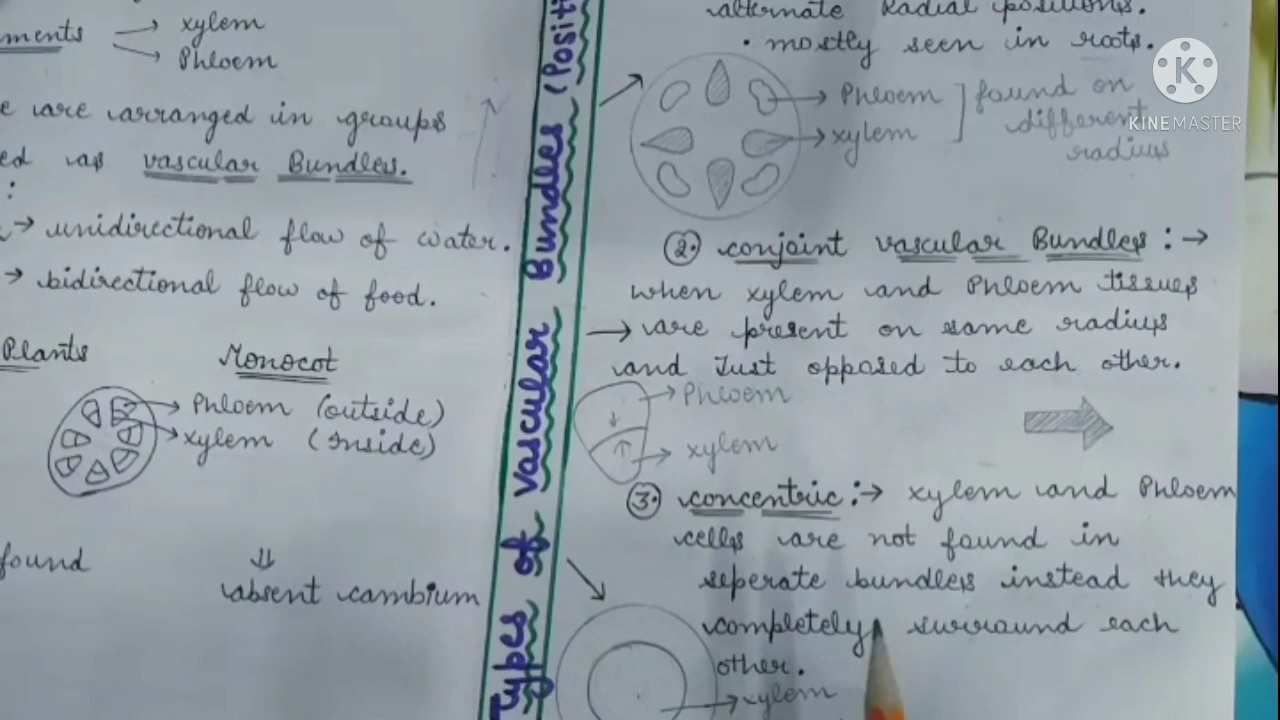 ments → xylem
→ Phloem
e are arranged in groups
ed as vascular Bundles.
:
→ unidirectional flow of water.
→ bidirectional flow of food.
Plants
Monocot
→ Phloem (outside)
→ xylem (Inside)
found
⇓
absent cambium
Types of vascular Bundles (Positi
alternate Radial positions.
• mostly seen in roots.
→ Phloem ] found on
→ xylem different
radius
②. conjoint vascular Bundles :→
when xylem and Phloem tissues
→ are present on same radius
and Just opposed to each other.
→ Phloem
→ xylem
③. concentric :→ xylem and Phloem
cells are not found in
seperate bundles instead they
completely surround each
other.
→ xylem
K
KINEMASTER